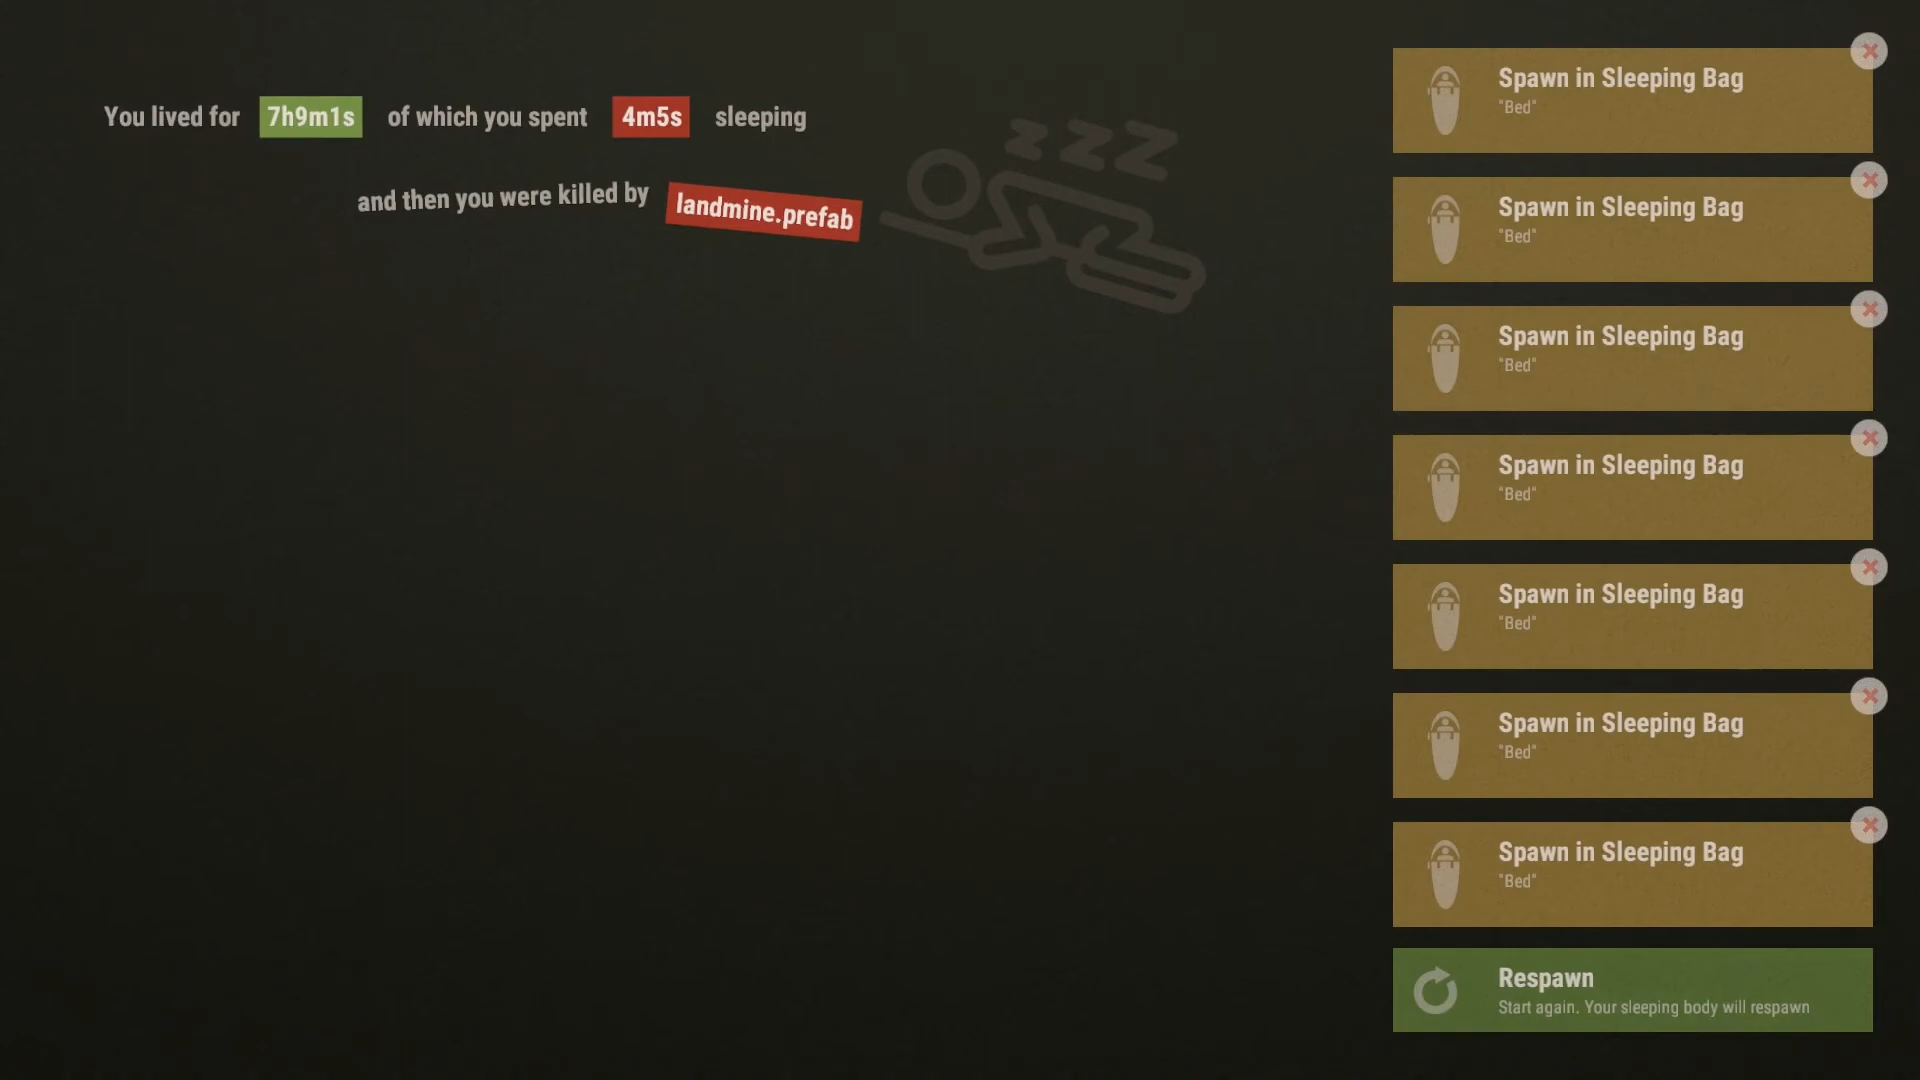 You lived for 7h9m1s of which you spent 4m5s sleeping
zzZ
and then you were killed by landmine.prefab
Spawn in Sleeping Bag
"Bed"
Spawn in Sleeping Bag
"Bed"
Spawn in Sleeping Bag
"Bed"
Spawn in Sleeping Bag
"Bed"
Spawn in Sleeping Bag
"Bed"
Spawn in Sleeping Bag
"Bed"
Spawn in Sleeping Bag
"Bed"
Respawn
Start again. Your sleeping body will respawn